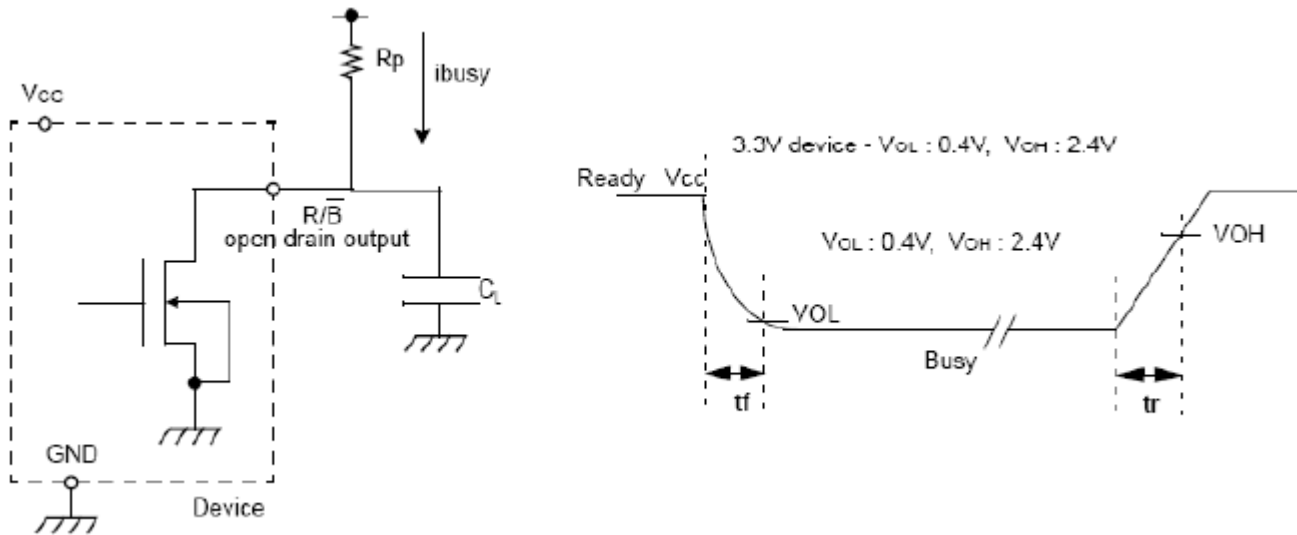 Rp
ibusy
Vcc
R/B̅
open drain output
CL
GND
Device
3.3V device - VOL : 0.4V, VOH : 2.4V
Ready Vcc
VOL : 0.4V, VOH : 2.4V
VOH
VOL
Busy
tf
tr